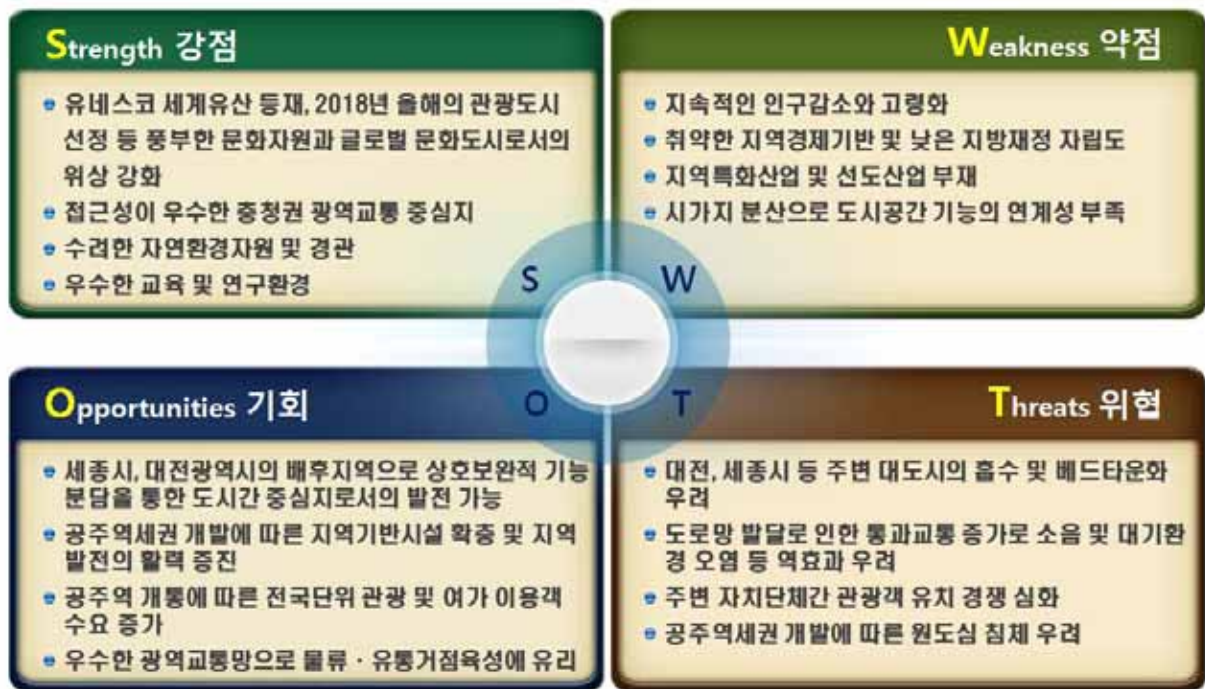 Strength 강점
유네스코 세계유산 등재, 2018년 올해의 관광도시
선정 등 풍부한 문화자원과 글로벌 문화도시로서의
위상 강화
접근성이 우수한 충청권 광역교통 중심지
수려한 자연환경자원 및 경관
우수한 교육 및 연구환경
Weakness 약점
지속적인 인구감소와 고령화
취약한 지역경제기반 및 낮은 지방재정 자립도
지역특화산업 및 선도산업 부재
시가지 분산으로 도시공간 기능의 연계성 부족
S
W
O
T
Opportunities 기회
세종시, 대전광역시의 배후지역으로 상호보완적 기능
분담을 통한 도시간 중심지로서의 발전 가능
공주역세권 개발에 따른 지역기반시설 확충 및 지역
발전의 활력 증진
공주역 개통에 따른 전국단위 관광 및 여가 이용객
수요 증가
우수한 광역교통망으로 물류 · 유통거점육성에 유리
Threats 위협
대전, 세종시 등 주변 대도시의 흡수 및 베드타운화
우려
도로망 발달로 인한 통과교통 증가로 소음 및 대기환
경 오염 등 역효과 우려
주변 자치단체간 관광객 유치 경쟁 심화
공주역세권 개발에 따른 원도심 침체 우려